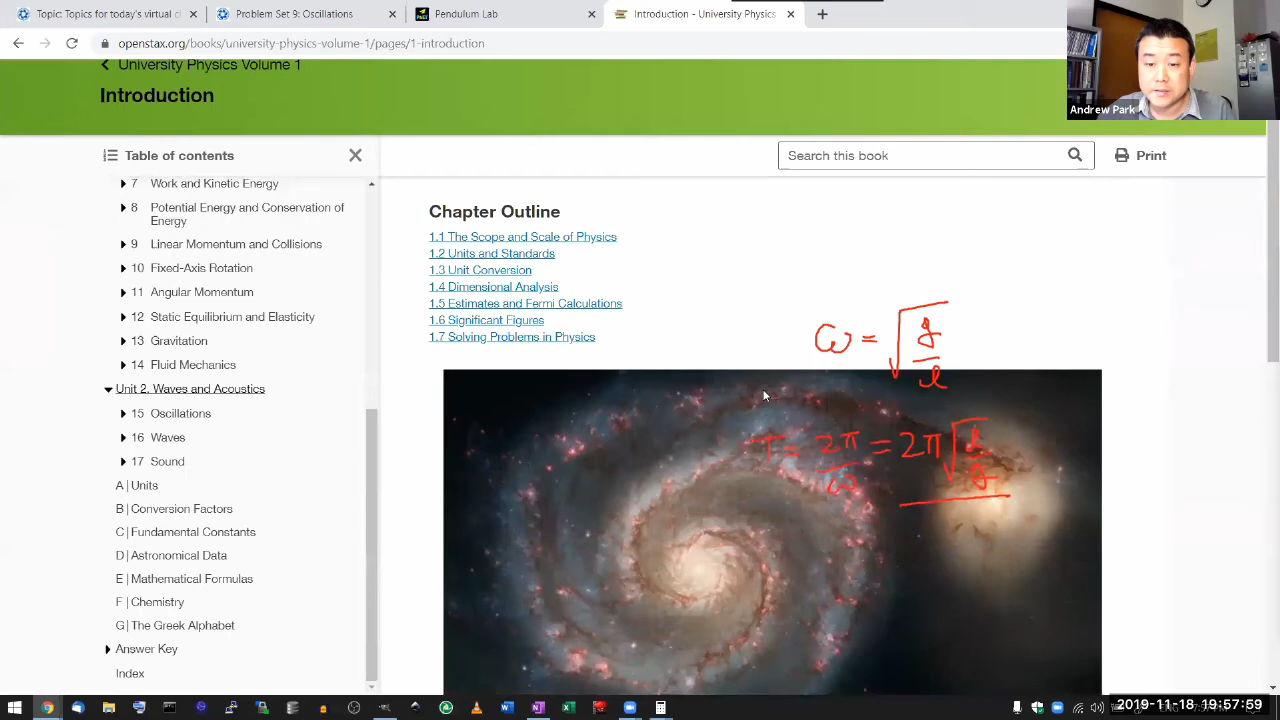 Topic Topics for Monday, Nov
Problem Set 9: Oscillations
Pendulum Lab
Introduction - University Physics
openstax.org/books/university-physics-volume-1/pages/1-introduction
University Physics Volume 1
Introduction
Andrew Park
Table of contents
Search this book
Print
7 Work and Kinetic Energy
8 Potential Energy and Conservation of
Energy
9 Linear Momentum and Collisions
10 Fixed-Axis Rotation
11 Angular Momentum
12 Static Equilibrium and Elasticity
13 Gravitation
14 Fluid Mechanics
Unit 2. Waves and Acoustics
15 Oscillations
16 Waves
17 Sound
A | Units
B | Conversion Factors
C | Fundamental Constants
D | Astronomical Data
E | Mathematical Formulas
F | Chemistry
G | The Greek Alphabet
Answer Key
Index
Chapter Outline
1.1 The Scope and Scale of Physics
1.2 Units and Standards
1.3 Unit Conversion
1.4 Dimensional Analysis
1.5 Estimates and Fermi Calculations
1.6 Significant Figures
1.7 Solving Problems in Physics
ω = √(g/l)
T = 2π/ω = 2π√(l/g)
2019-11-18 19:57:59